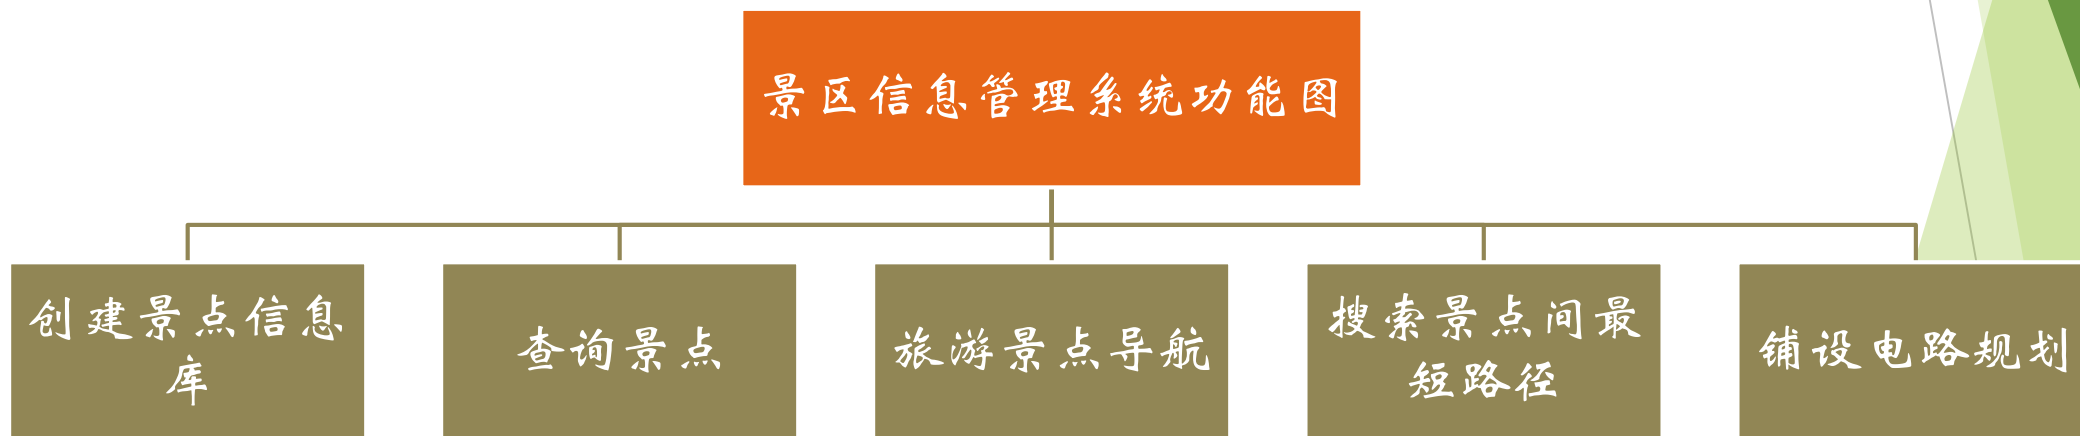 景区信息管理系统功能图
创建景点信息
库
查询景点
旅游景点导航
搜索景点间最
短路径
铺设电路规划